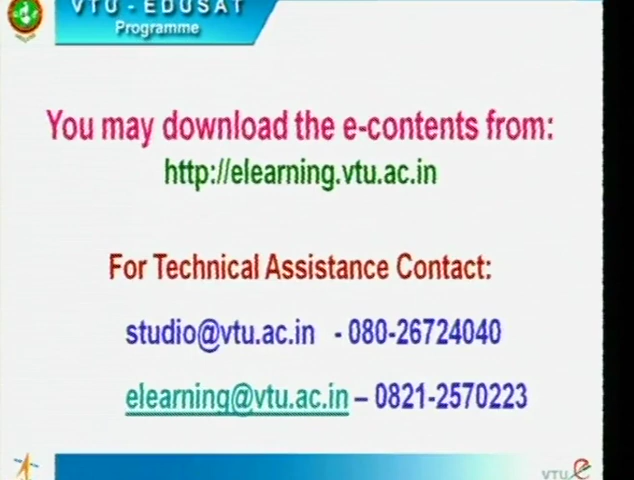 VTU - EDUSAT
Programme
You may download the e-contents from:
http://elearning.vtu.ac.in
For Technical Assistance Contact:
studio@vtu.ac.in - 080-26724040
elearning@vtu.ac.in – 0821-2570223
VTU e